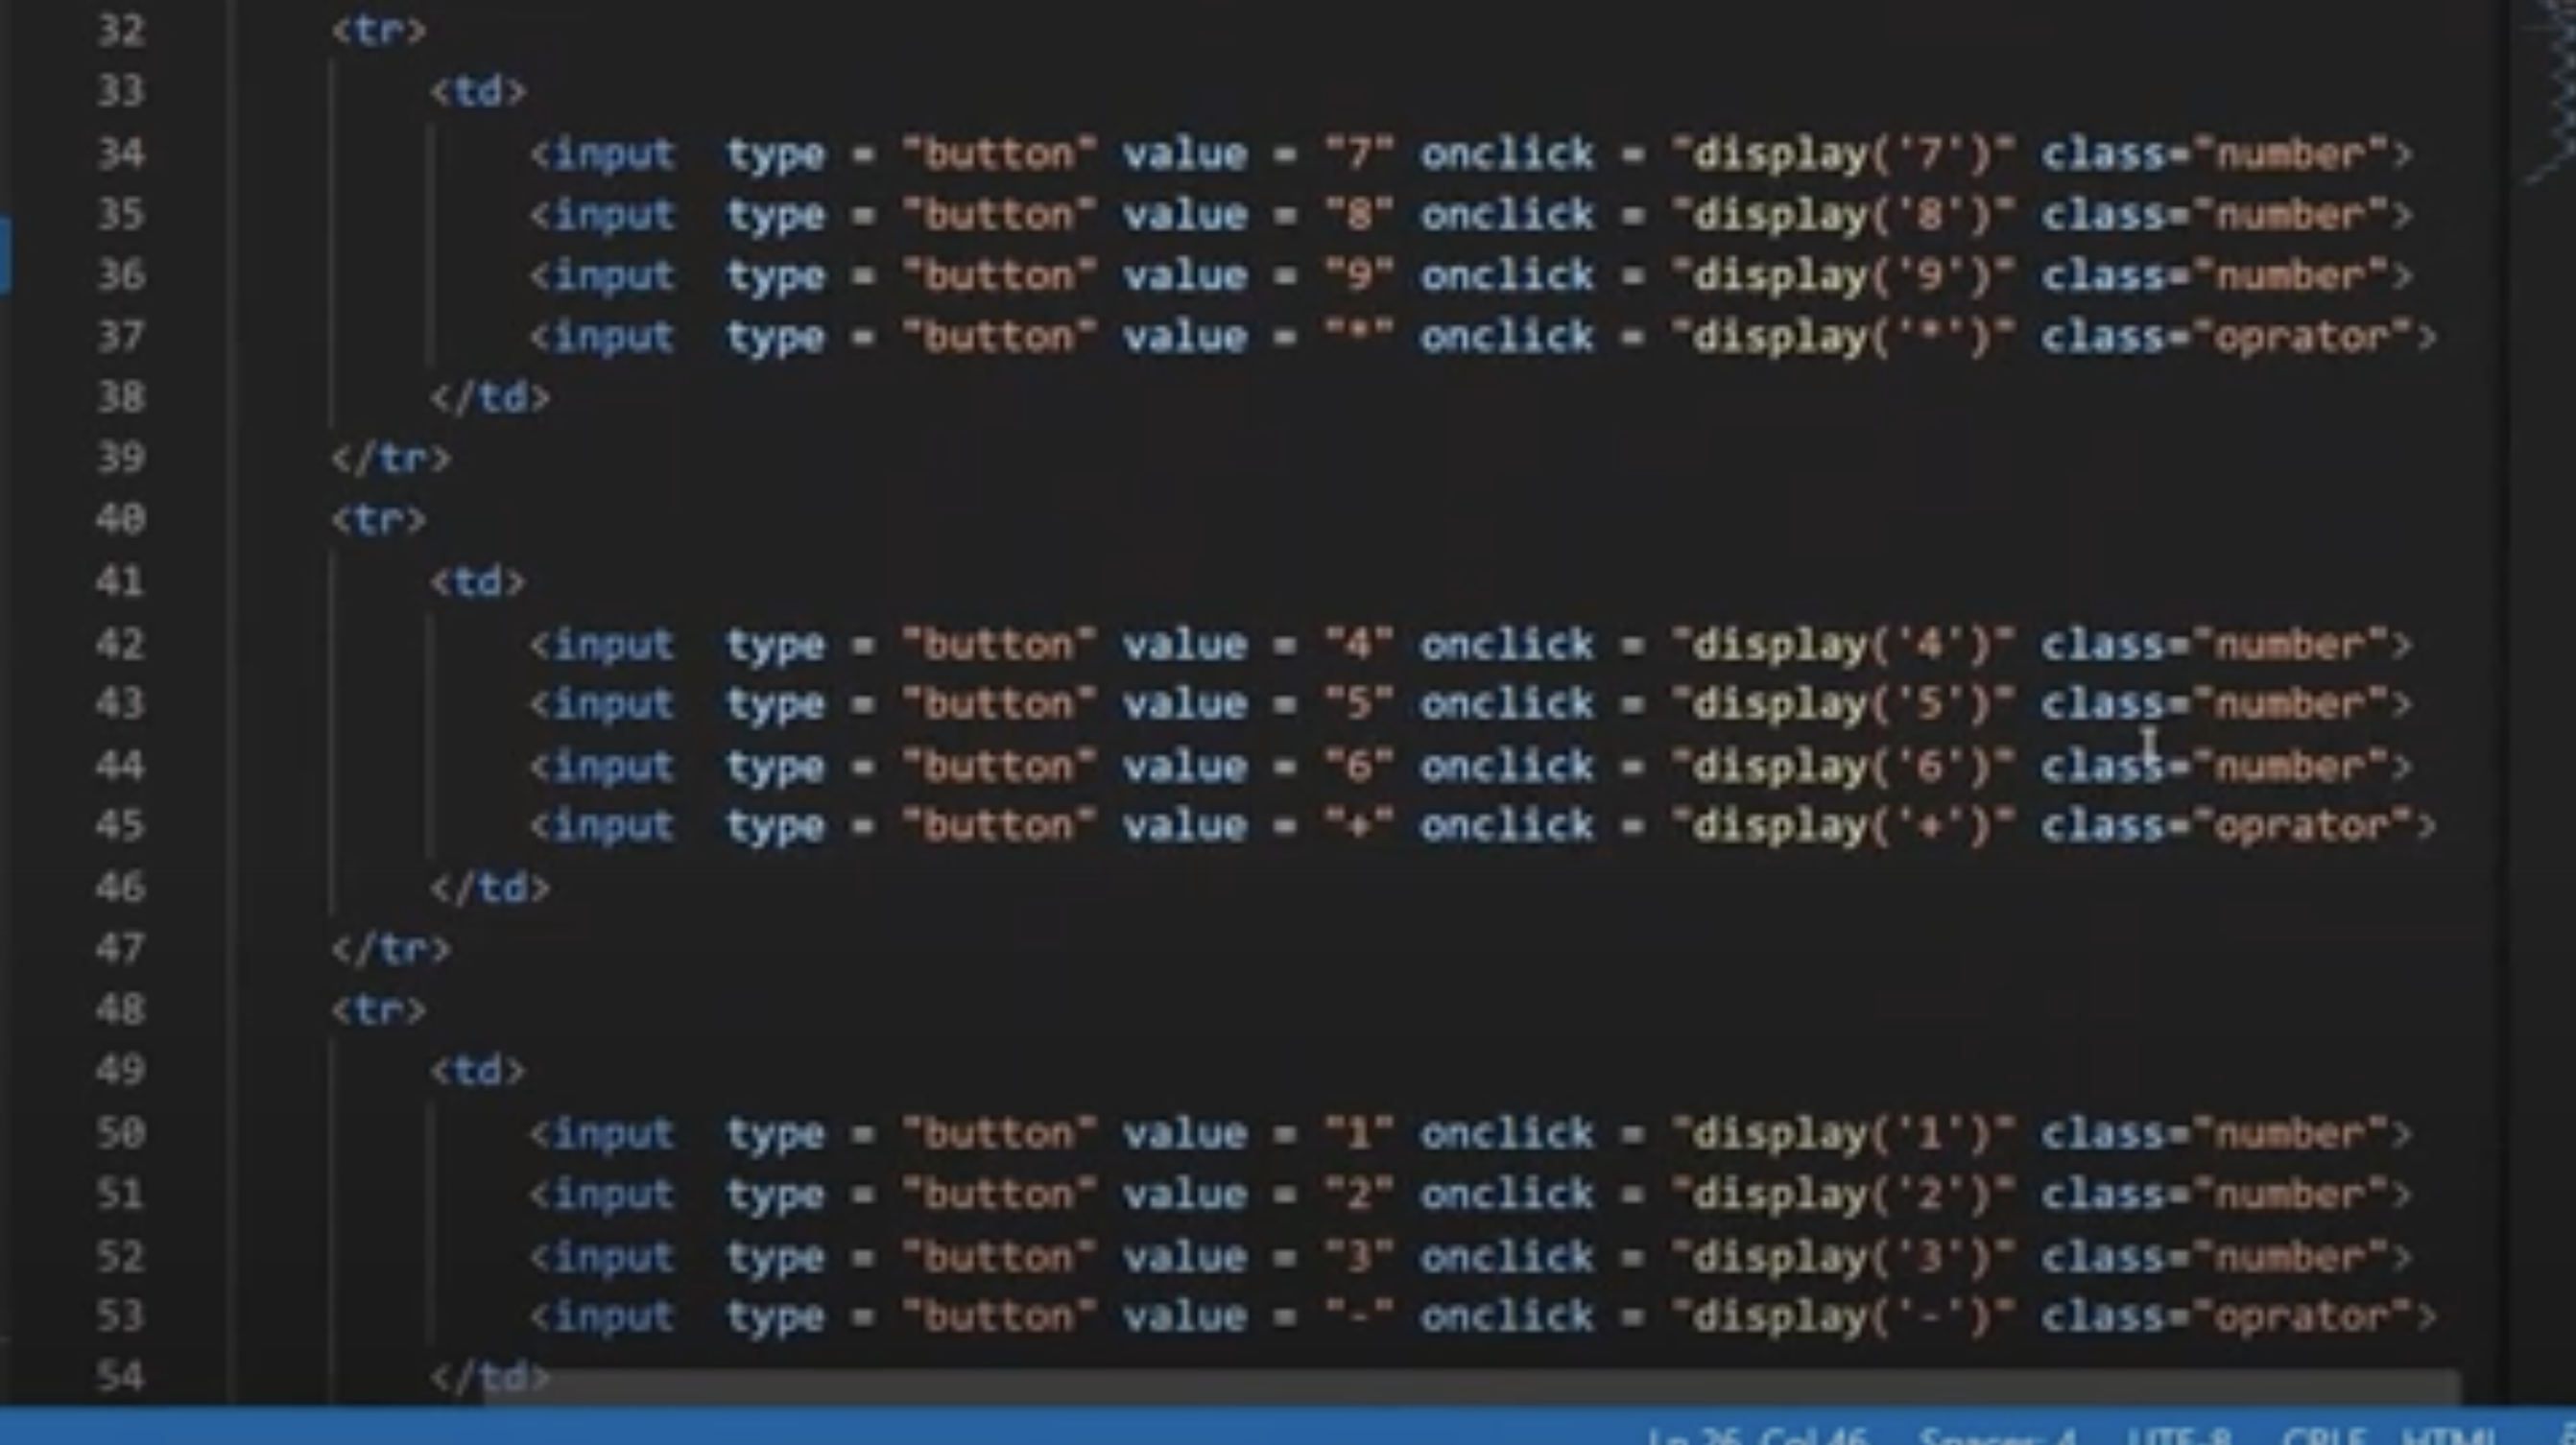 32 <tr>
33 <td>
34 <input  type = "button" value = "7" onclick = "display('7')" class="number">
35 <input  type = "button" value = "8" onclick = "display('8')" class="number">
36 <input  type = "button" value = "9" onclick = "display('9')" class="number">
37 <input  type = "button" value = "*" onclick = "display('*')" class="oprator">
38 </td>
39 </tr>
40 <tr>
41 <td>
42 <input  type = "button" value = "4" onclick = "display('4')" class="number">
43 <input  type = "button" value = "5" onclick = "display('5')" class="number">
44 <input  type = "button" value = "6" onclick = "display('6')" class="number">
45 <input  type = "button" value = "+" onclick = "display('+')" class="oprator">
46 </td>
47 </tr>
48 <tr>
49 <td>
50 <input  type = "button" value = "1" onclick = "display('1')" class="number">
51 <input  type = "button" value = "2" onclick = "display('2')" class="number">
52 <input  type = "button" value = "3" onclick = "display('3')" class="number">
53 <input  type = "button" value = "-" onclick = "display('-')" class="oprator">
54 </td>
Ln 26, Col 46 Spaces: 4 UTF-8 CRLF HTML